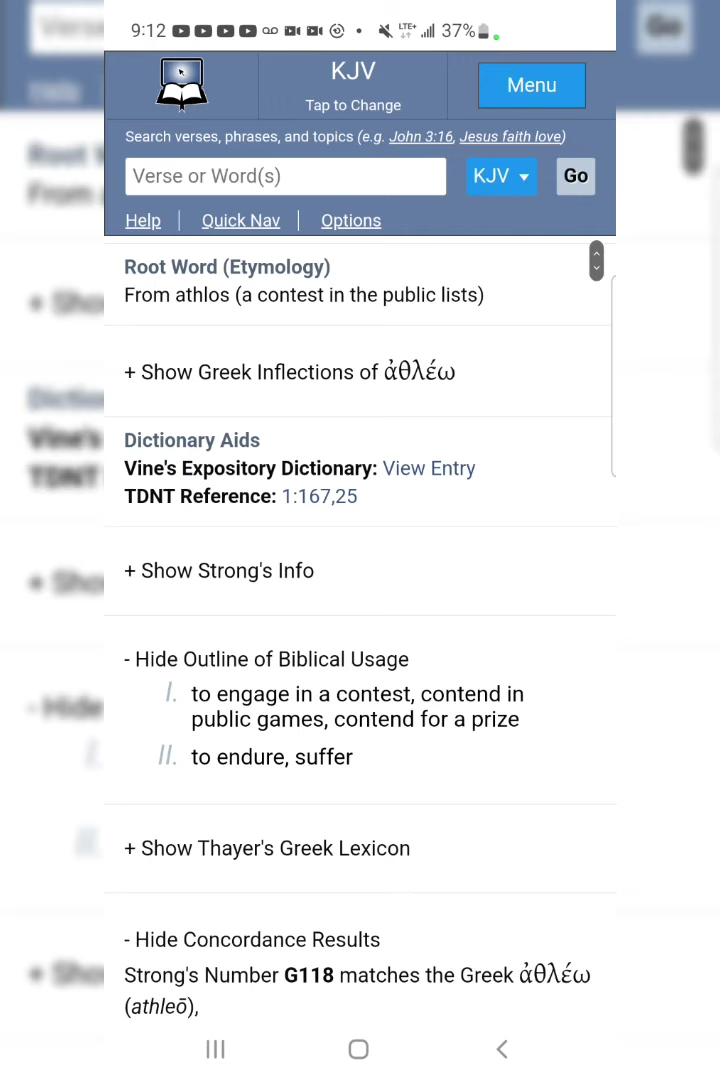 9:12 LTE+ 37%
KJV
Tap to Change
Menu
Search verses, phrases, and topics (e.g. John 3:16, Jesus faith love)
Verse or Word(s)
KJV
Go
Help | Quick Nav | Options
Root Word (Etymology)
From athlos (a contest in the public lists)
+ Show Greek Inflections of ἀθλέω
Dictionary Aids
Vine's Expository Dictionary: View Entry
TDNT Reference: 1:167,25
+ Show Strong's Info
- Hide Outline of Biblical Usage
I. to engage in a contest, contend in
public games, contend for a prize
II. to endure, suffer
+ Show Thayer's Greek Lexicon
- Hide Concordance Results
Strong's Number G118 matches the Greek ἀθλέω
(athleō),